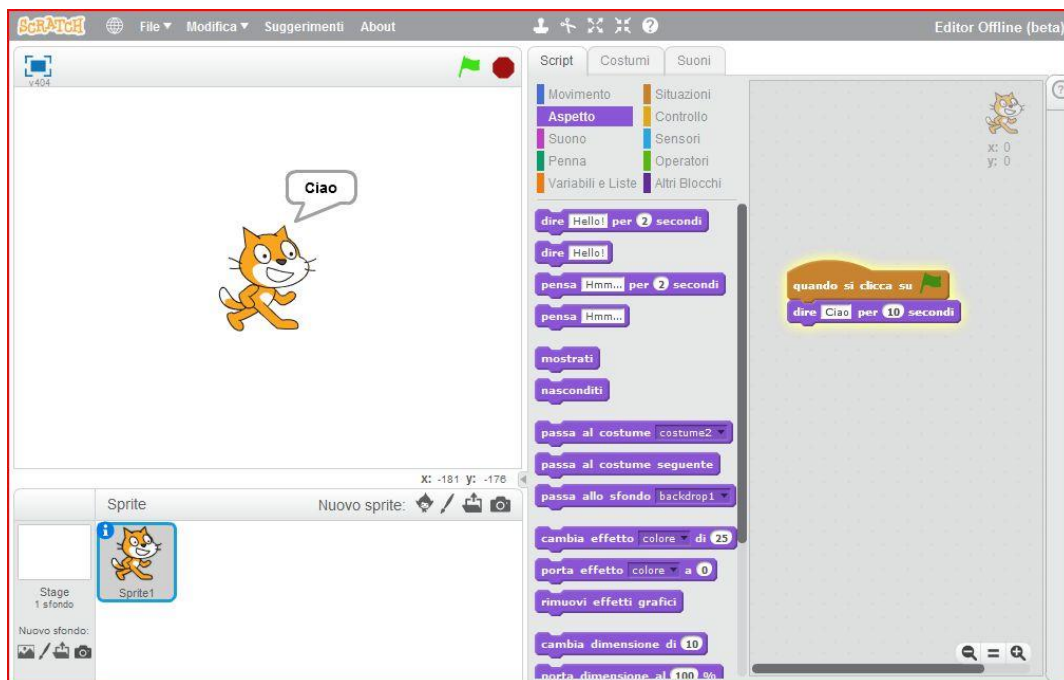 SCRATCH File Modifica Suggerimenti About Editor Offline (beta)
v404
Ciao
x: -181 y: -176
Sprite Nuovo sprite:
Stage
1 sfondo
Nuovo sfondo:
Sprite1
Script Costumi Suoni
Movimento Situazioni
Aspetto Controllo
Suono Sensori
Penna Operatori
Variabili e Liste Altri Blocchi
dire Hello! per 2 secondi
dire Hello!
pensa Hmm... per 2 secondi
pensa Hmm...
mostrati
nasconditi
passa al costume costume2
passa al costume seguente
passa allo sfondo backdrop1
cambia effetto colore di 25
porta effetto colore a 0
rimuovi effetti grafici
cambia dimensione di 10
porta dimensione al 100 %
x: 0
y: 0
quando si clicca su
dire Ciao per 10 secondi